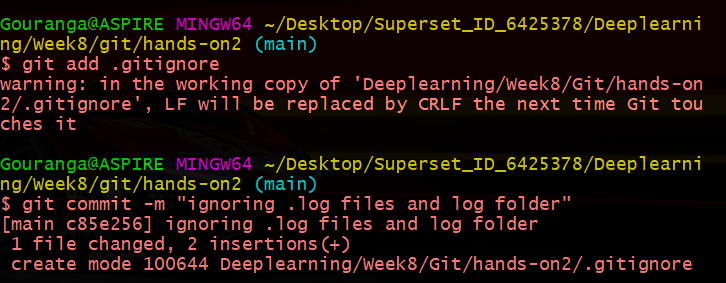 Gouranga@ASPIRE MINGW64 ~/Desktop/Superset_ID_6425378/Deeplearni
ng/Week8/git/hands-on2 (main)
$ git add .gitignore
warning: in the working copy of 'Deeplearning/Week8/Git/hands-on
2/.gitignore', LF will be replaced by CRLF the next time Git tou
ches it
Gouranga@ASPIRE MINGW64 ~/Desktop/Superset_ID_6425378/Deeplearni
ng/Week8/git/hands-on2 (main)
$ git commit -m "ignoring .log files and log folder"
[main c85e256] ignoring .log files and log folder
 1 file changed, 2 insertions(+)
 create mode 100644 Deeplearning/Week8/Git/hands-on2/.gitignore